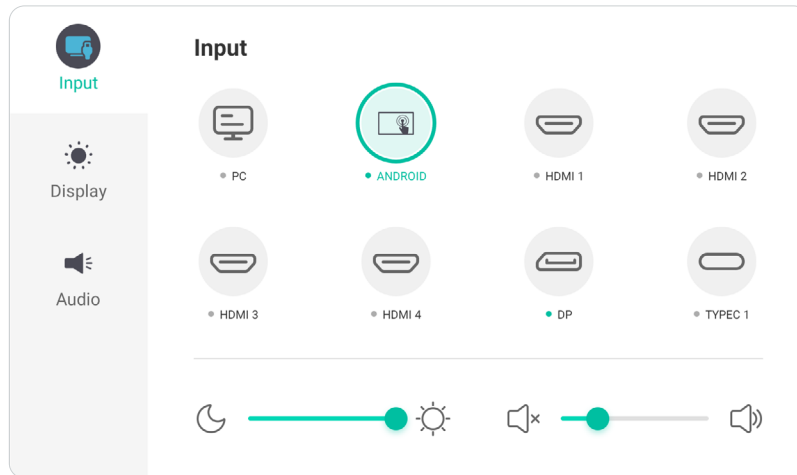 Input
Display
Audio
Input
PC
ANDROID
HDMI 1
HDMI 2
HDMI 3
HDMI 4
DP
TYPEC 1